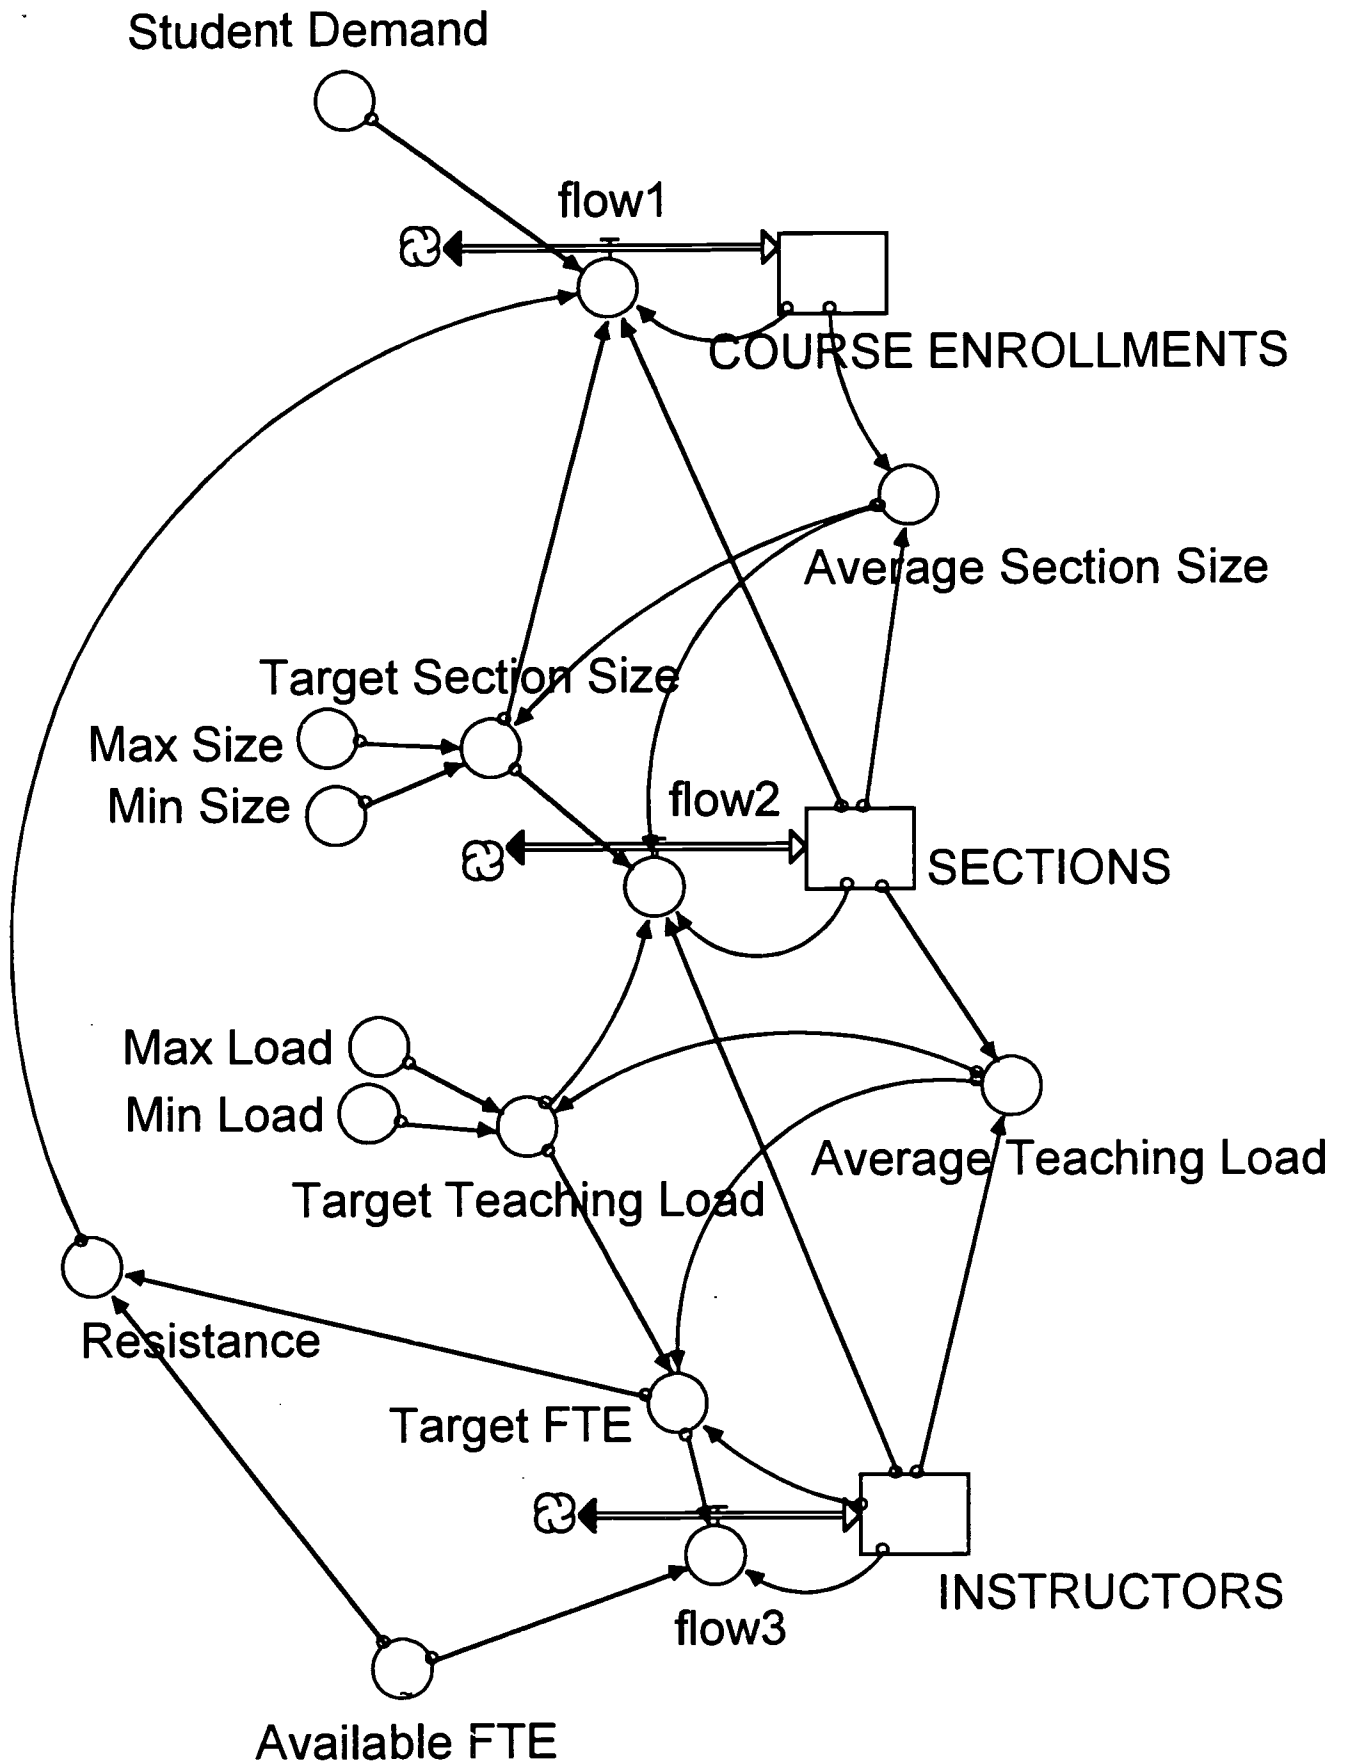 Student Demand
flow1
COURSE ENROLLMENTS
Average Section Size
Target Section Size
Max Size
Min Size
flow2
SECTIONS
Max Load
Min Load
Average Teaching Load
Target Teaching Load
Resistance
Target FTE
INSTRUCTORS
flow3
Available FTE